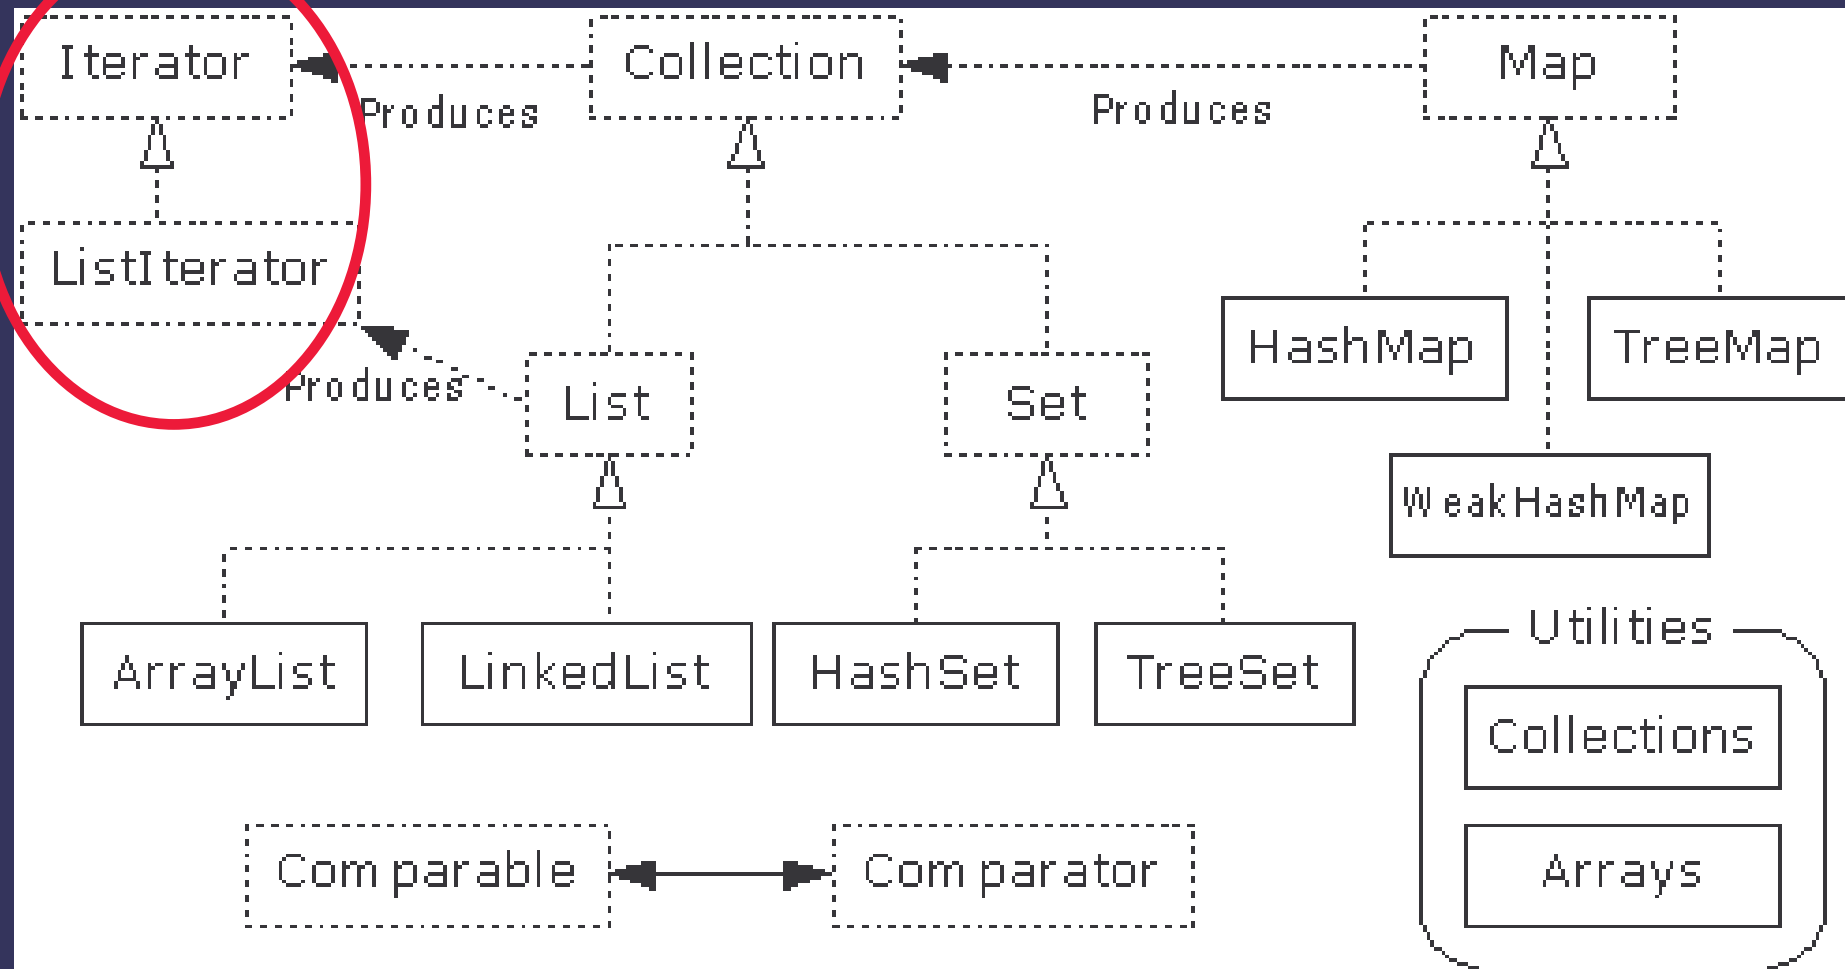 Iterator
Collection
Map
Produces
Produces
ListIterator
HashMap
TreeMap
Produces
List
Set
WeakHashMap
Utilities
ArrayList
LinkedList
HashSet
TreeSet
Collections
Comparable
Comparator
Arrays